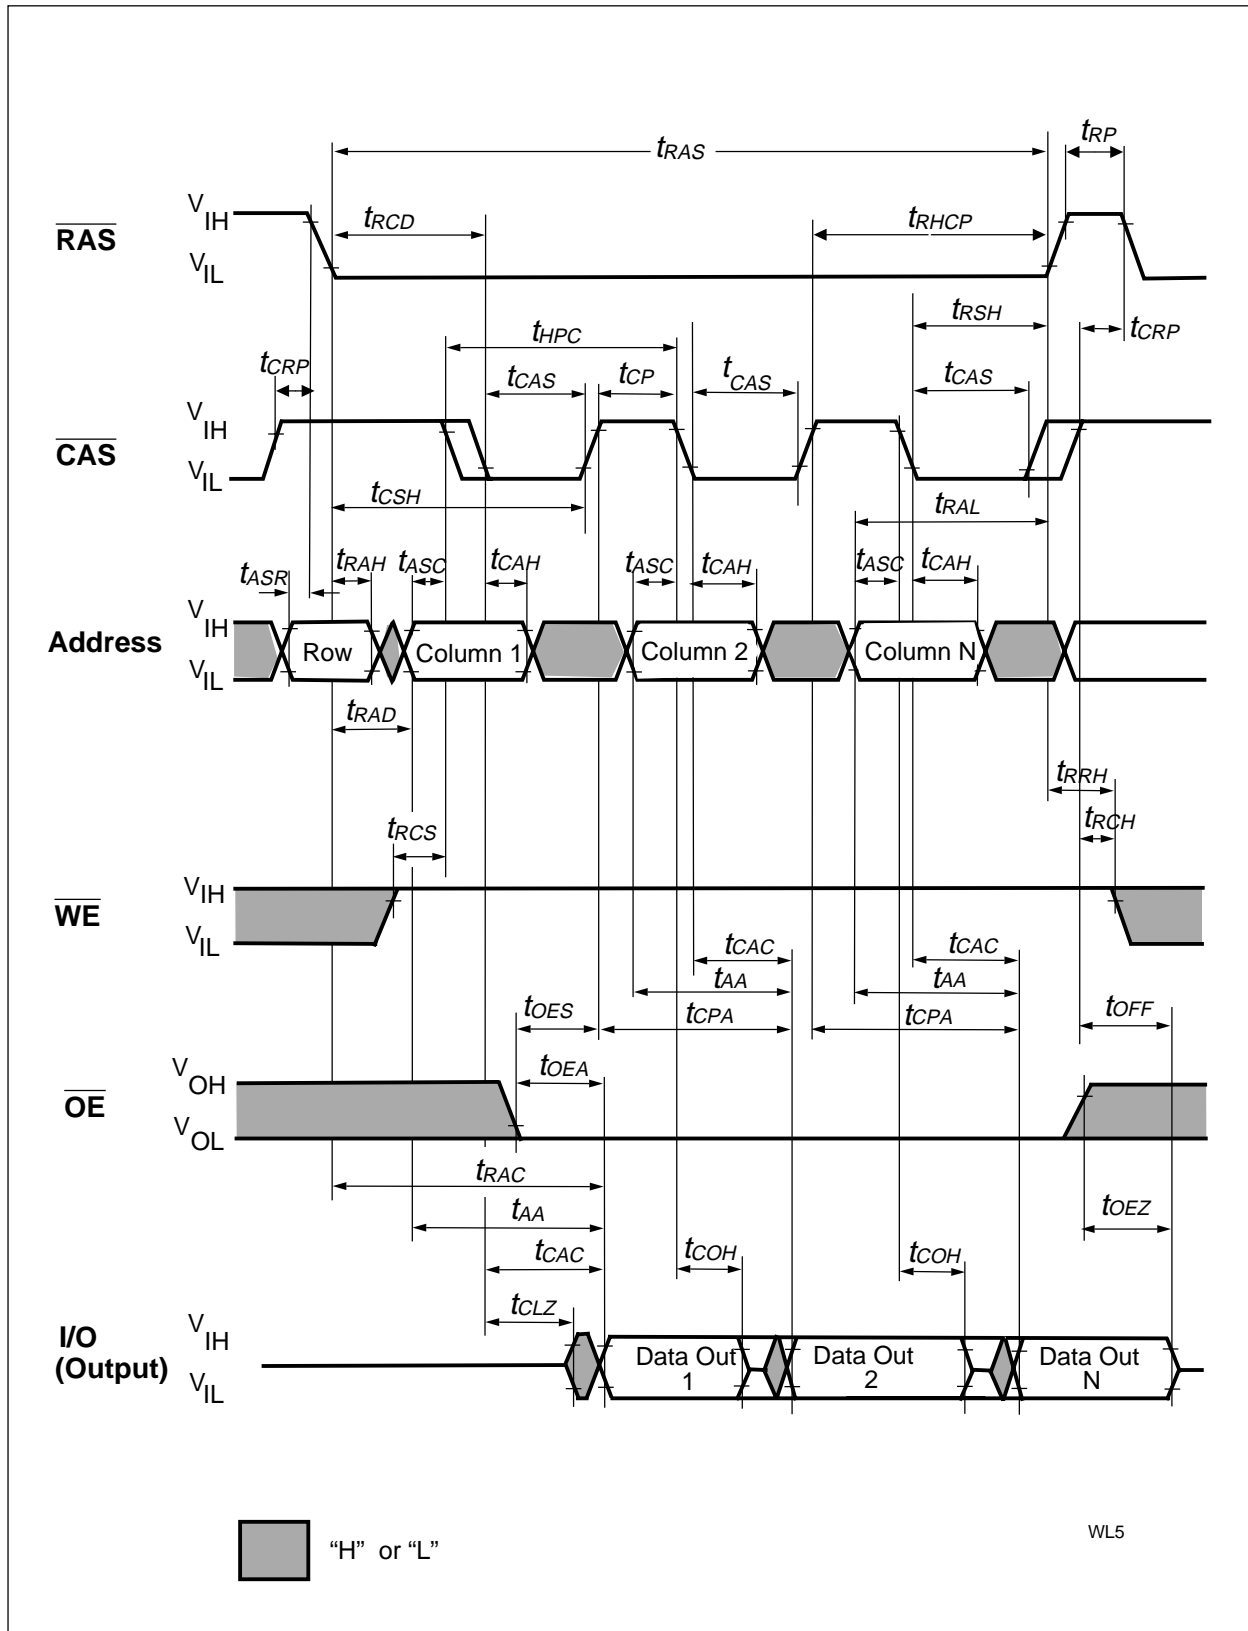 tRAS
tRP
RAS
VIH
VIL
tRCD
tRHCP
tRSH
tCRP
tHPC
tCRP
tCAS
tCP
tCAS
tCAS
CAS
VIH
VIL
tCSH
tRAL
tASR
tRAH
tASC
tCAH
tASC
tCAH
tASC
tCAH
Address
VIH
VIL
Row
Column 1
Column 2
Column N
tRAD
tRRH
tRCS
tRCH
WE
VIH
VIL
tCAC
tCAC
tAA
tAA
tOES
tCPA
tCPA
tOFF
tOEA
OE
VOH
VOL
tRAC
tAA
tOEZ
tCAC
tCOH
tCOH
tCLZ
I/O
(Output)
VIH
VIL
Data Out
1
Data Out
2
Data Out
N
“H” or “L”
WL5